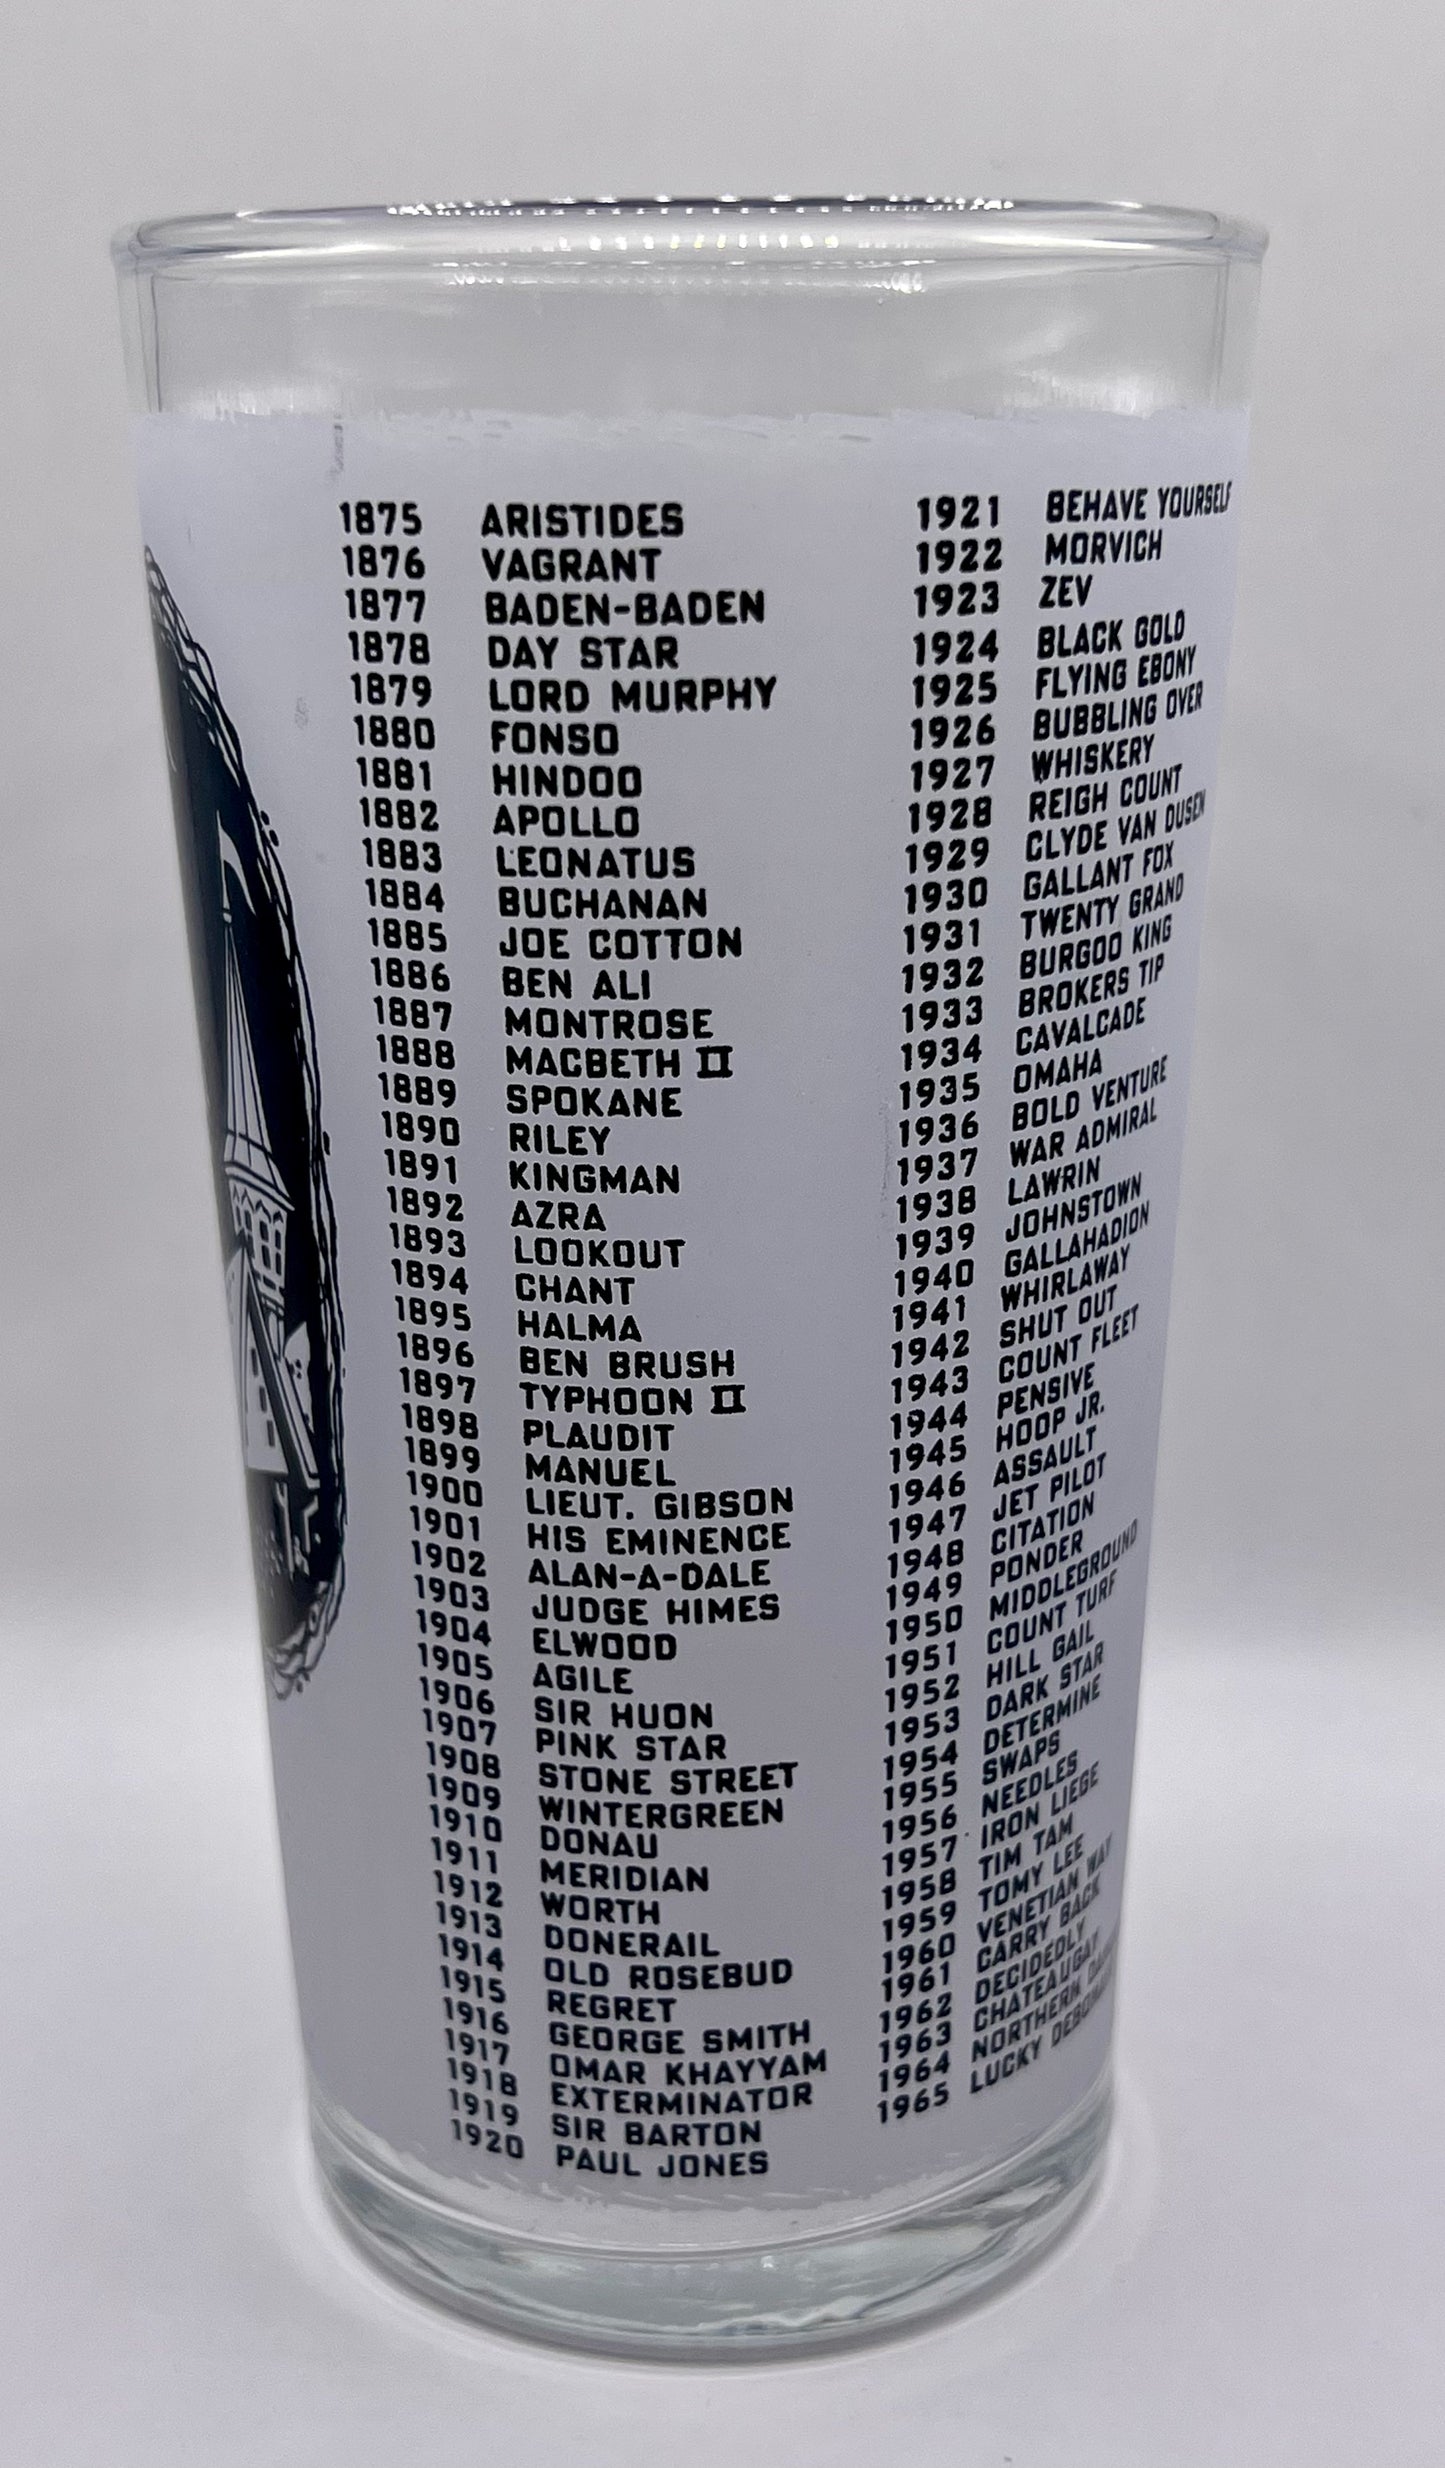 1875 ARISTIDES
1876 VAGRANT
1877 BADEN-BADEN
1878 DAY STAR
1879 LORD MURPHY
1880 FONSO
1881 HINDOO
1882 APOLLO
1883 LEONATUS
1884 BUCHANAN
1885 JOE COTTON
1886 BEN ALI
1887 MONTROSE
1888 MACBETH II
1889 SPOKANE
1890 RILEY
1891 KINGMAN
1892 AZRA
1893 LOOKOUT
1894 CHANT
1895 HALMA
1896 BEN BRUSH
1897 TYPHOON II
1898 PLAUDIT
1899 MANUEL
1900 LIEUT. GIBSON
1901 HIS EMINENCE
1902 ALAN-A-DALE
1903 JUDGE HIMES
1904 ELWOOD
1905 AGILE
1906 SIR HUON
1907 PINK STAR
1908 STONE STREET
1909 WINTERGREEN
1910 DONAU
1911 MERIDIAN
1912 WORTH
1913 DONERAIL
1914 OLD ROSEBUD
1915 REGRET
1916 GEORGE SMITH
1917 OMAR KHAYYAM
1918 EXTERMINATOR
1919 SIR BARTON
1920 PAUL JONES
1921 BEHAVE YOURSELF
1922 MORVICH
1923 ZEV
1924 BLACK GOLD
1925 FLYING EBONY
1926 BUBBLING OVER
1927 WHISKERY
1928 REIGH COUNT
1929 CLYDE VAN DUSEN
1930 GALLANT FOX
1931 TWENTY GRAND
1932 BURGOO KING
1933 BROKERS TIP
1934 CAVALCADE
1935 OMAHA
1936 BOLD VENTURE
1937 WAR ADMIRAL
1938 LAWRIN
1939 JOHNSTOWN
1940 GALLAHADION
1941 WHIRLAWAY
1942 SHUT OUT
1943 COUNT FLEET
1944 PENSIVE
1945 HOOP JR.
1946 ASSAULT
1947 JET PILOT
1948 CITATION
1949 PONDER
1950 MIDDLEGROUND
1951 COUNT TURF
1952 HILL GAIL
1953 DARK STAR
1954 DETERMINE
1955 SWAPS
1956 NEEDLES
1957 IRON LIEGE
1958 TIM TAM
1959 TOMY LEE
1960 VENETIAN WAY
1961 CARRY BACK
1962 DECIDEDLY
1963 CHATEAUGAY
1964 NORTHERN
1965 LUCKY